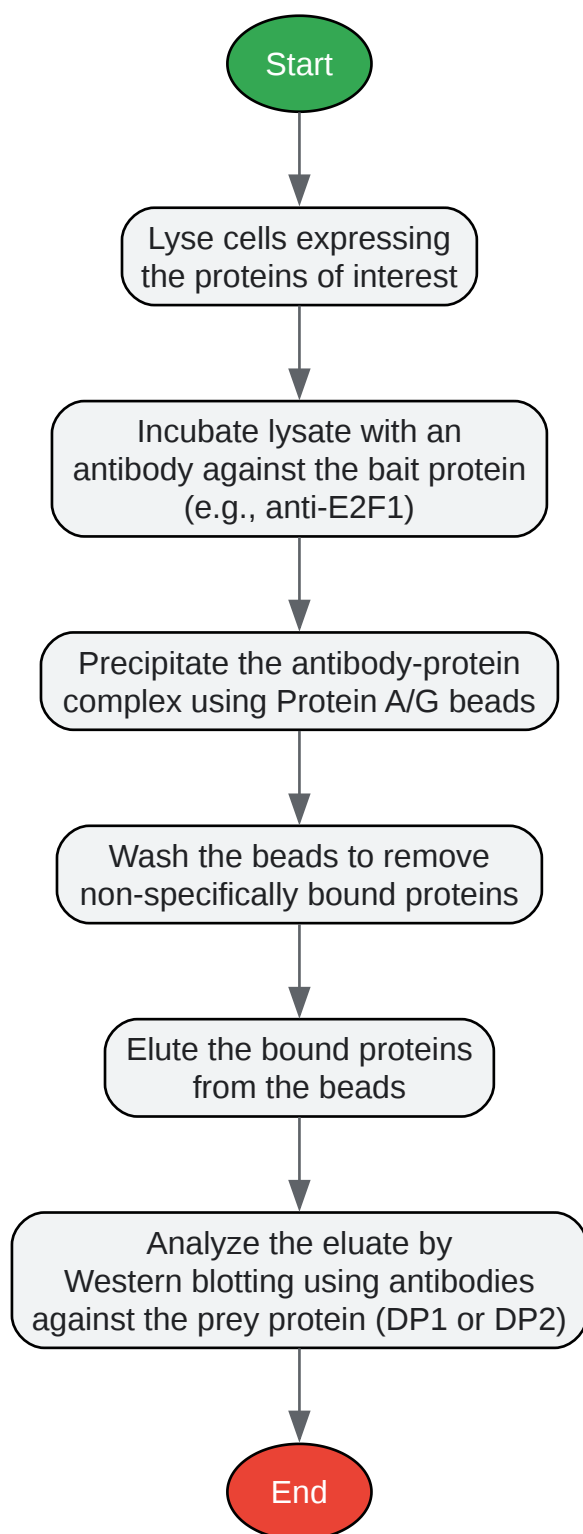 Start
Lyse cells expressing
the proteins of interest
Incubate lysate with an
antibody against the bait protein
(e.g., anti-E2F1)
Precipitate the antibody-protein
complex using Protein A/G beads
Wash the beads to remove
non-specifically bound proteins
Elute the bound proteins
from the beads
Analyze the eluate by
Western blotting using antibodies
against the prey protein (DP1 or DP2)
End